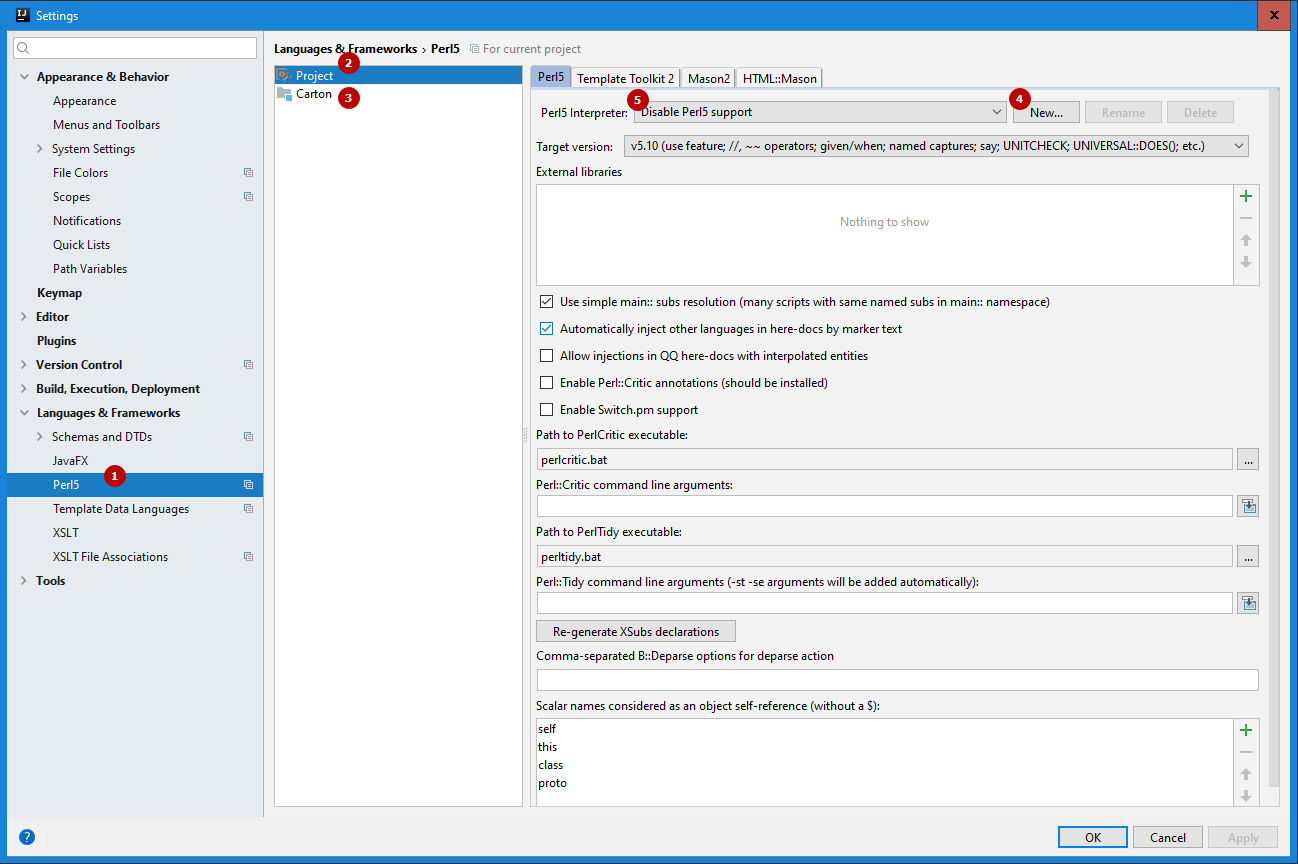 IJ Settings x
Appearance & Behavior
Appearance
Menus and Toolbars
System Settings
File Colors
Scopes
Notifications
Quick Lists
Path Variables
Keymap
Editor
Plugins
Version Control
Build, Execution, Deployment
Languages & Frameworks
Schemas and DTDs
JavaFX
1
Perl5
Template Data Languages
XSLT
XSLT File Associations
Tools
Languages & Frameworks › Perl5 For current project
2
Project
Carton 3
Perl5 Template Toolkit 2 Mason2 HTML::Mason
5 4
Perl5 Interpreter: Disable Perl5 support New... Rename Delete
Target version: v5.10 (use feature; //, ~~ operators; given/when; named captures; say; UNITCHECK; UNIVERSAL::DOES(); etc.)
External libraries
Nothing to show
Use simple main:: subs resolution (many scripts with same named subs in main:: namespace)
Automatically inject other languages in here-docs by marker text
Allow injections in QQ here-docs with interpolated entities
Enable Perl::Critic annotations (should be installed)
Enable Switch.pm support
Path to PerlCritic executable:
perlcritic.bat ...
Perl::Critic command line arguments:
Path to PerlTidy executable:
perltidy.bat ...
Perl::Tidy command line arguments (-st -se arguments will be added automatically):
Re-generate XSubs declarations
Comma-separated B::Deparse options for deparse action
Scalar names considered as an object self-reference (without a $):
self
this
class
proto
? OK Cancel Apply